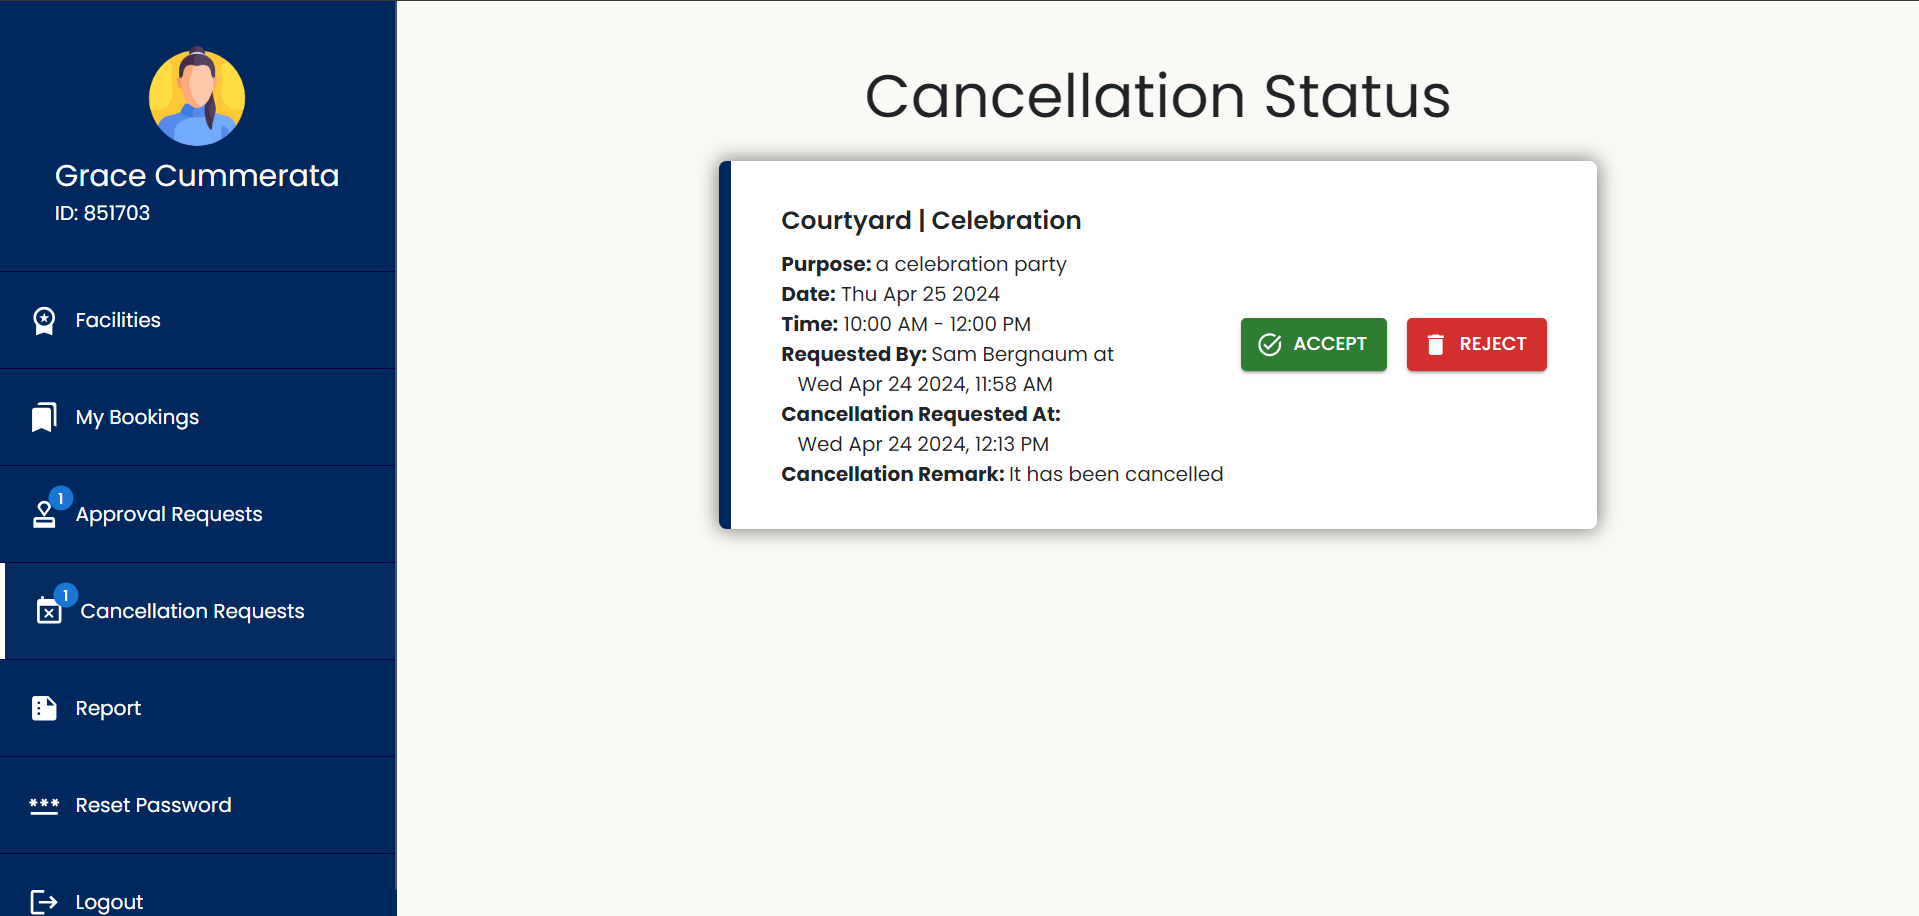 Grace Cummerata
ID: 851703
Facilities
My Bookings
1
Approval Requests
1
Cancellation Requests
Report
***
Reset Password
Logout
Cancellation Status
Courtyard | Celebration
Purpose: a celebration party
Date: Thu Apr 25 2024
Time: 10:00 AM - 12:00 PM
Requested By: Sam Bergnaum at
Wed Apr 24 2024, 11:58 AM
Cancellation Requested At:
Wed Apr 24 2024, 12:13 PM
Cancellation Remark: It has been cancelled
ACCEPT
REJECT